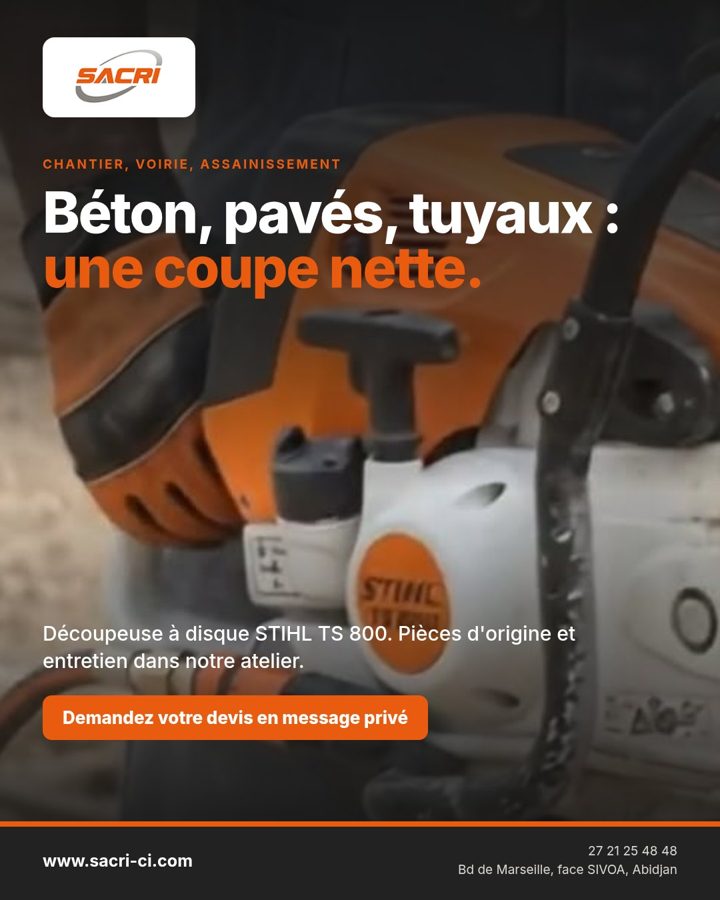 SACRI
CHANTIER, VOIRIE, ASSAINISSEMENT
Béton, pavés, tuyaux :
une coupe nette.
STIHL
TS 800
Découpeuse à disque STIHL TS 800. Pièces d'origine et
entretien dans notre atelier.
Demandez votre devis en message privé
www.sacri-ci.com
27 21 25 48 48
Bd de Marseille, face SIVOA, Abidjan